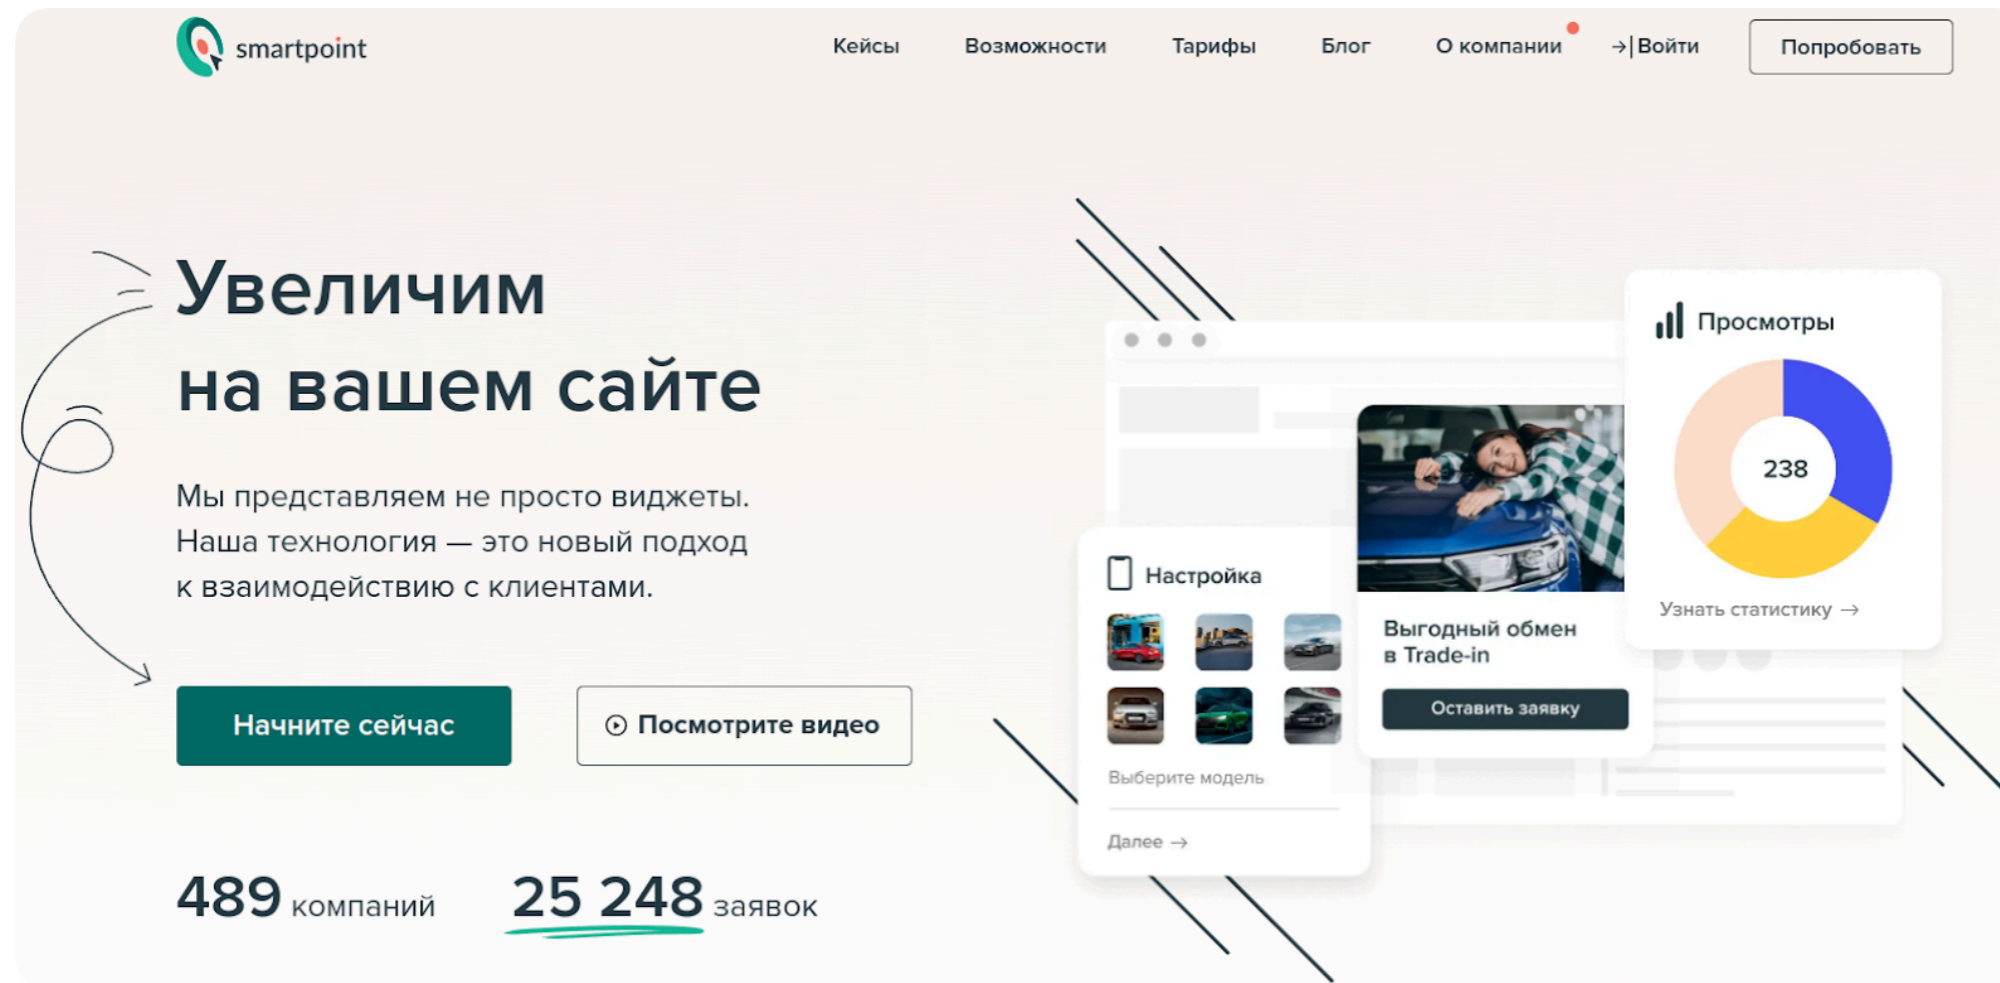 smartpoint
Кейсы
Возможности
Тарифы
Блог
О компании
Войти
Попробовать
Увеличим
на вашем сайте
Мы представляем не просто виджеты.
Наша технология — это новый подход
к взаимодействию с клиентами.
Начните сейчас
Посмотрите видео
489 компаний
25 248 заявок
Просмотры
238
Узнать статистику →
Выгодный обмен
в Trade-in
Оставить заявку
Настройка
Выберите модель
Далее →